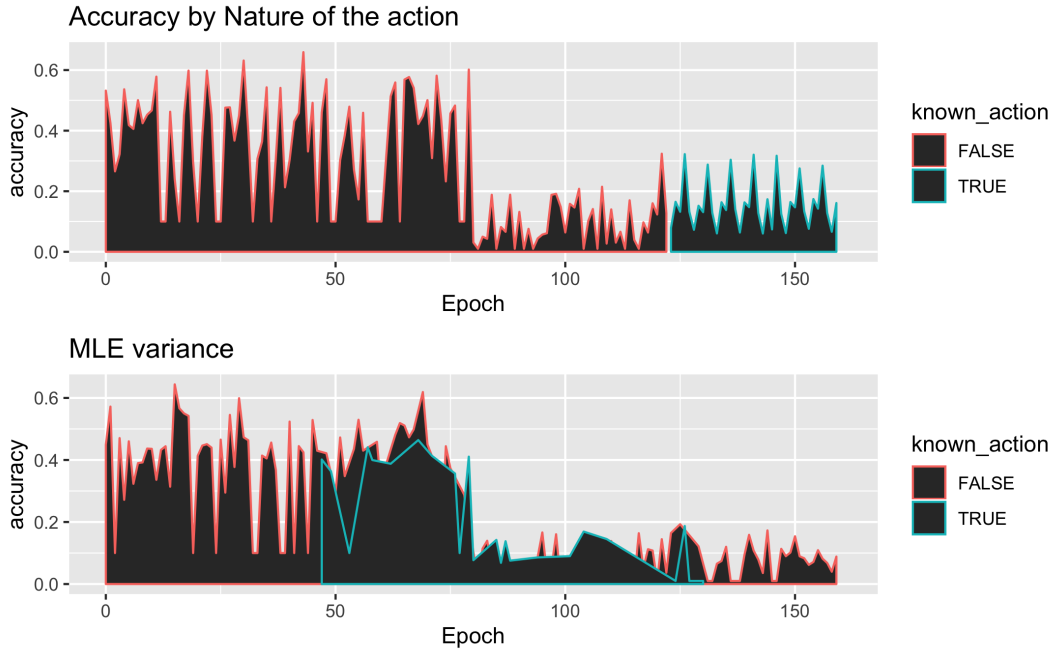 Accuracy by Nature of the action
0.6
0.4
0.2
0.0
accuracy
0 50 100 150
Epoch
known_action
FALSE
TRUE
MLE variance
0.6
0.4
0.2
0.0
accuracy
0 50 100 150
Epoch
known_action
FALSE
TRUE